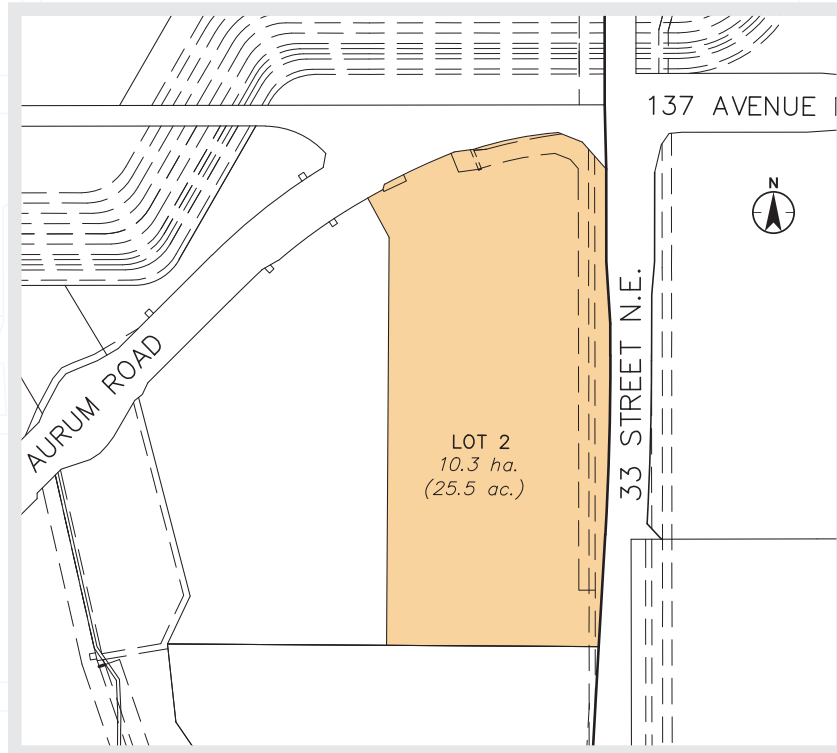 137 AVENUE
N
33 STREET N.E.
AURUM ROAD
LOT 2
10.3 ha.
(25.5 ac.)